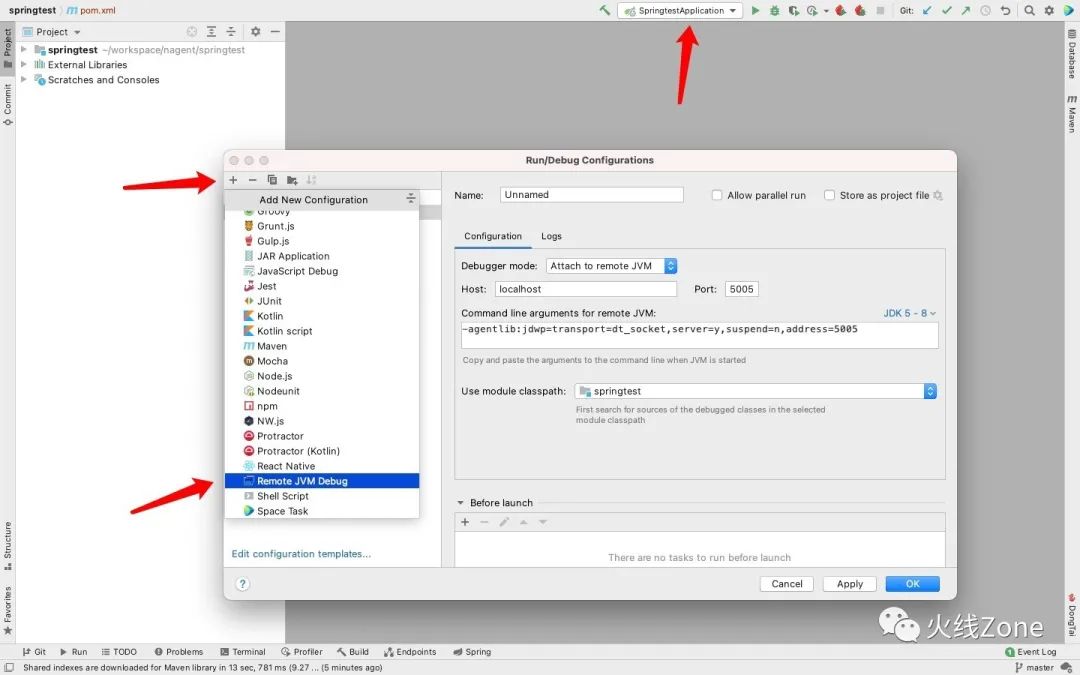 springtest
m pom.xml
SpringtestApplication
Git:
Project
springtest ~/workspace/nagent/springtest
External Libraries
Scratches and Consoles
Project
Commit
Structure
Favorites
Database
m Maven
DongTai
Run/Debug Configurations
Add New Configuration
Groovy
Grunt.js
Gulp.js
JAR Application
JavaScript Debug
Jest
JUnit
Kotlin
Kotlin script
Maven
Mocha
Node.js
Nodeunit
npm
NW.js
Protractor
Protractor (Kotlin)
React Native
Remote JVM Debug
Shell Script
Space Task
Edit configuration templates...
?
Name: Unnamed
Allow parallel run
Store as project file
Configuration Logs
Debugger mode: Attach to remote JVM
Host: localhost Port: 5005
Command line arguments for remote JVM: JDK 5 - 8
-agentlib:jdwp=transport=dt_socket,server=y,suspend=n,address=5005
Copy and paste the arguments to the command line when JVM is started
Use module classpath: springtest
First search for sources of the debugged classes in the selected
module classpath
Before launch
There are no tasks to run before launch
Cancel Apply OK
火线Zone
Git Run TODO Problems Terminal Profiler Build Endpoints Spring
1 Event Log
Shared indexes are downloaded for Maven library in 13 sec, 781 ms (9.27 ... (5 minutes ago)
master